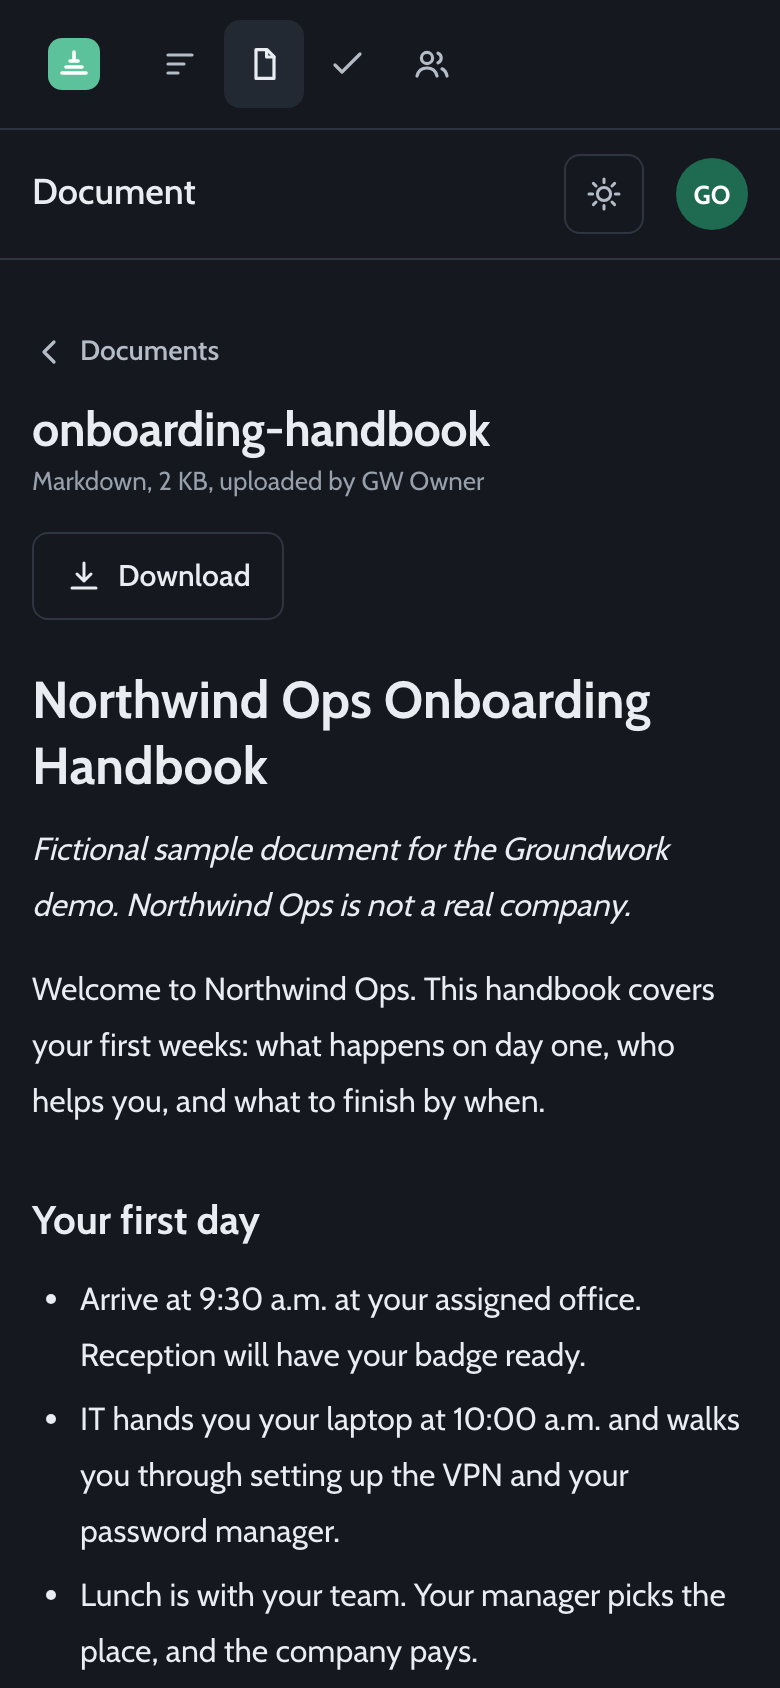 Document
GO
Documents
onboarding-handbook
Markdown, 2 KB, uploaded by GW Owner
Download
Northwind Ops Onboarding
Handbook
Fictional sample document for the Groundwork
demo. Northwind Ops is not a real company.
Welcome to Northwind Ops. This handbook covers
your first weeks: what happens on day one, who
helps you, and what to finish by when.
Your first day
• Arrive at 9:30 a.m. at your assigned office.
Reception will have your badge ready.
• IT hands you your laptop at 10:00 a.m. and walks
you through setting up the VPN and your
password manager.
• Lunch is with your team. Your manager picks the
place, and the company pays.